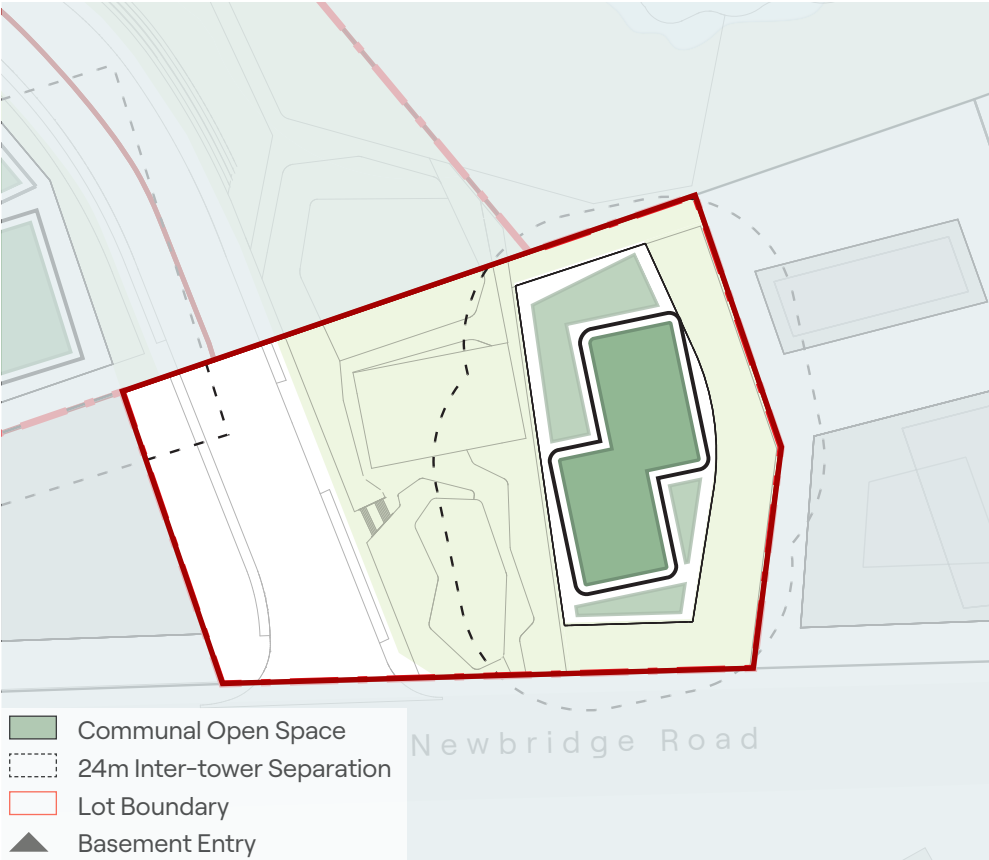 Newbridge Road
Communal Open Space
24m Inter-tower Separation
Lot Boundary
Basement Entry